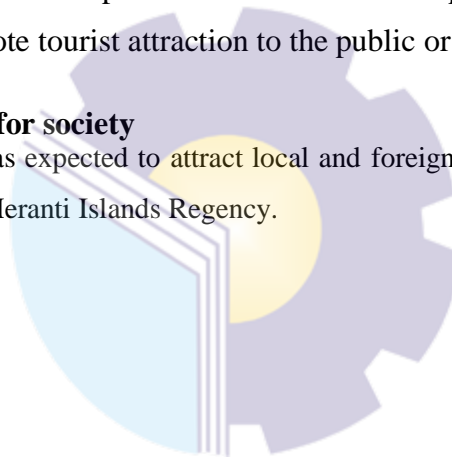 ote tourist attraction to the public or
for society
as expected to attract local and foreign
Meranti Islands Regency.